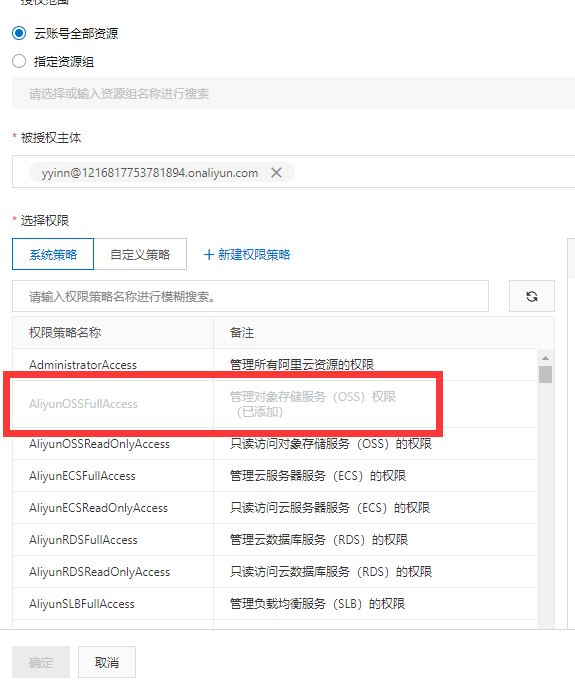 授权范围
云账号全部资源
指定资源组
请选择或输入资源组名称进行搜索
* 被授权主体
yyinn@1216817753781894.onaliyun.com
* 选择权限
系统策略 自定义策略 + 新建权限策略
请输入权限策略名称进行模糊搜索。
权限策略名称 备注
AdministratorAccess 管理所有阿里云资源的权限
AliyunOSSFullAccess 管理对象存储服务（OSS）权限
（已添加）
AliyunOSSReadOnlyAccess 只读访问对象存储服务（OSS）的权限
AliyunECSFullAccess 管理云服务器服务（ECS）的权限
AliyunECSReadOnlyAccess 只读访问云服务器服务（ECS）的权限
AliyunRDSFullAccess 管理云数据库服务（RDS）的权限
AliyunRDSReadOnlyAccess 只读访问云数据库服务（RDS）的权限
AliyunSLBFullAccess 管理负载均衡服务（SLB）的权限
确定 取消